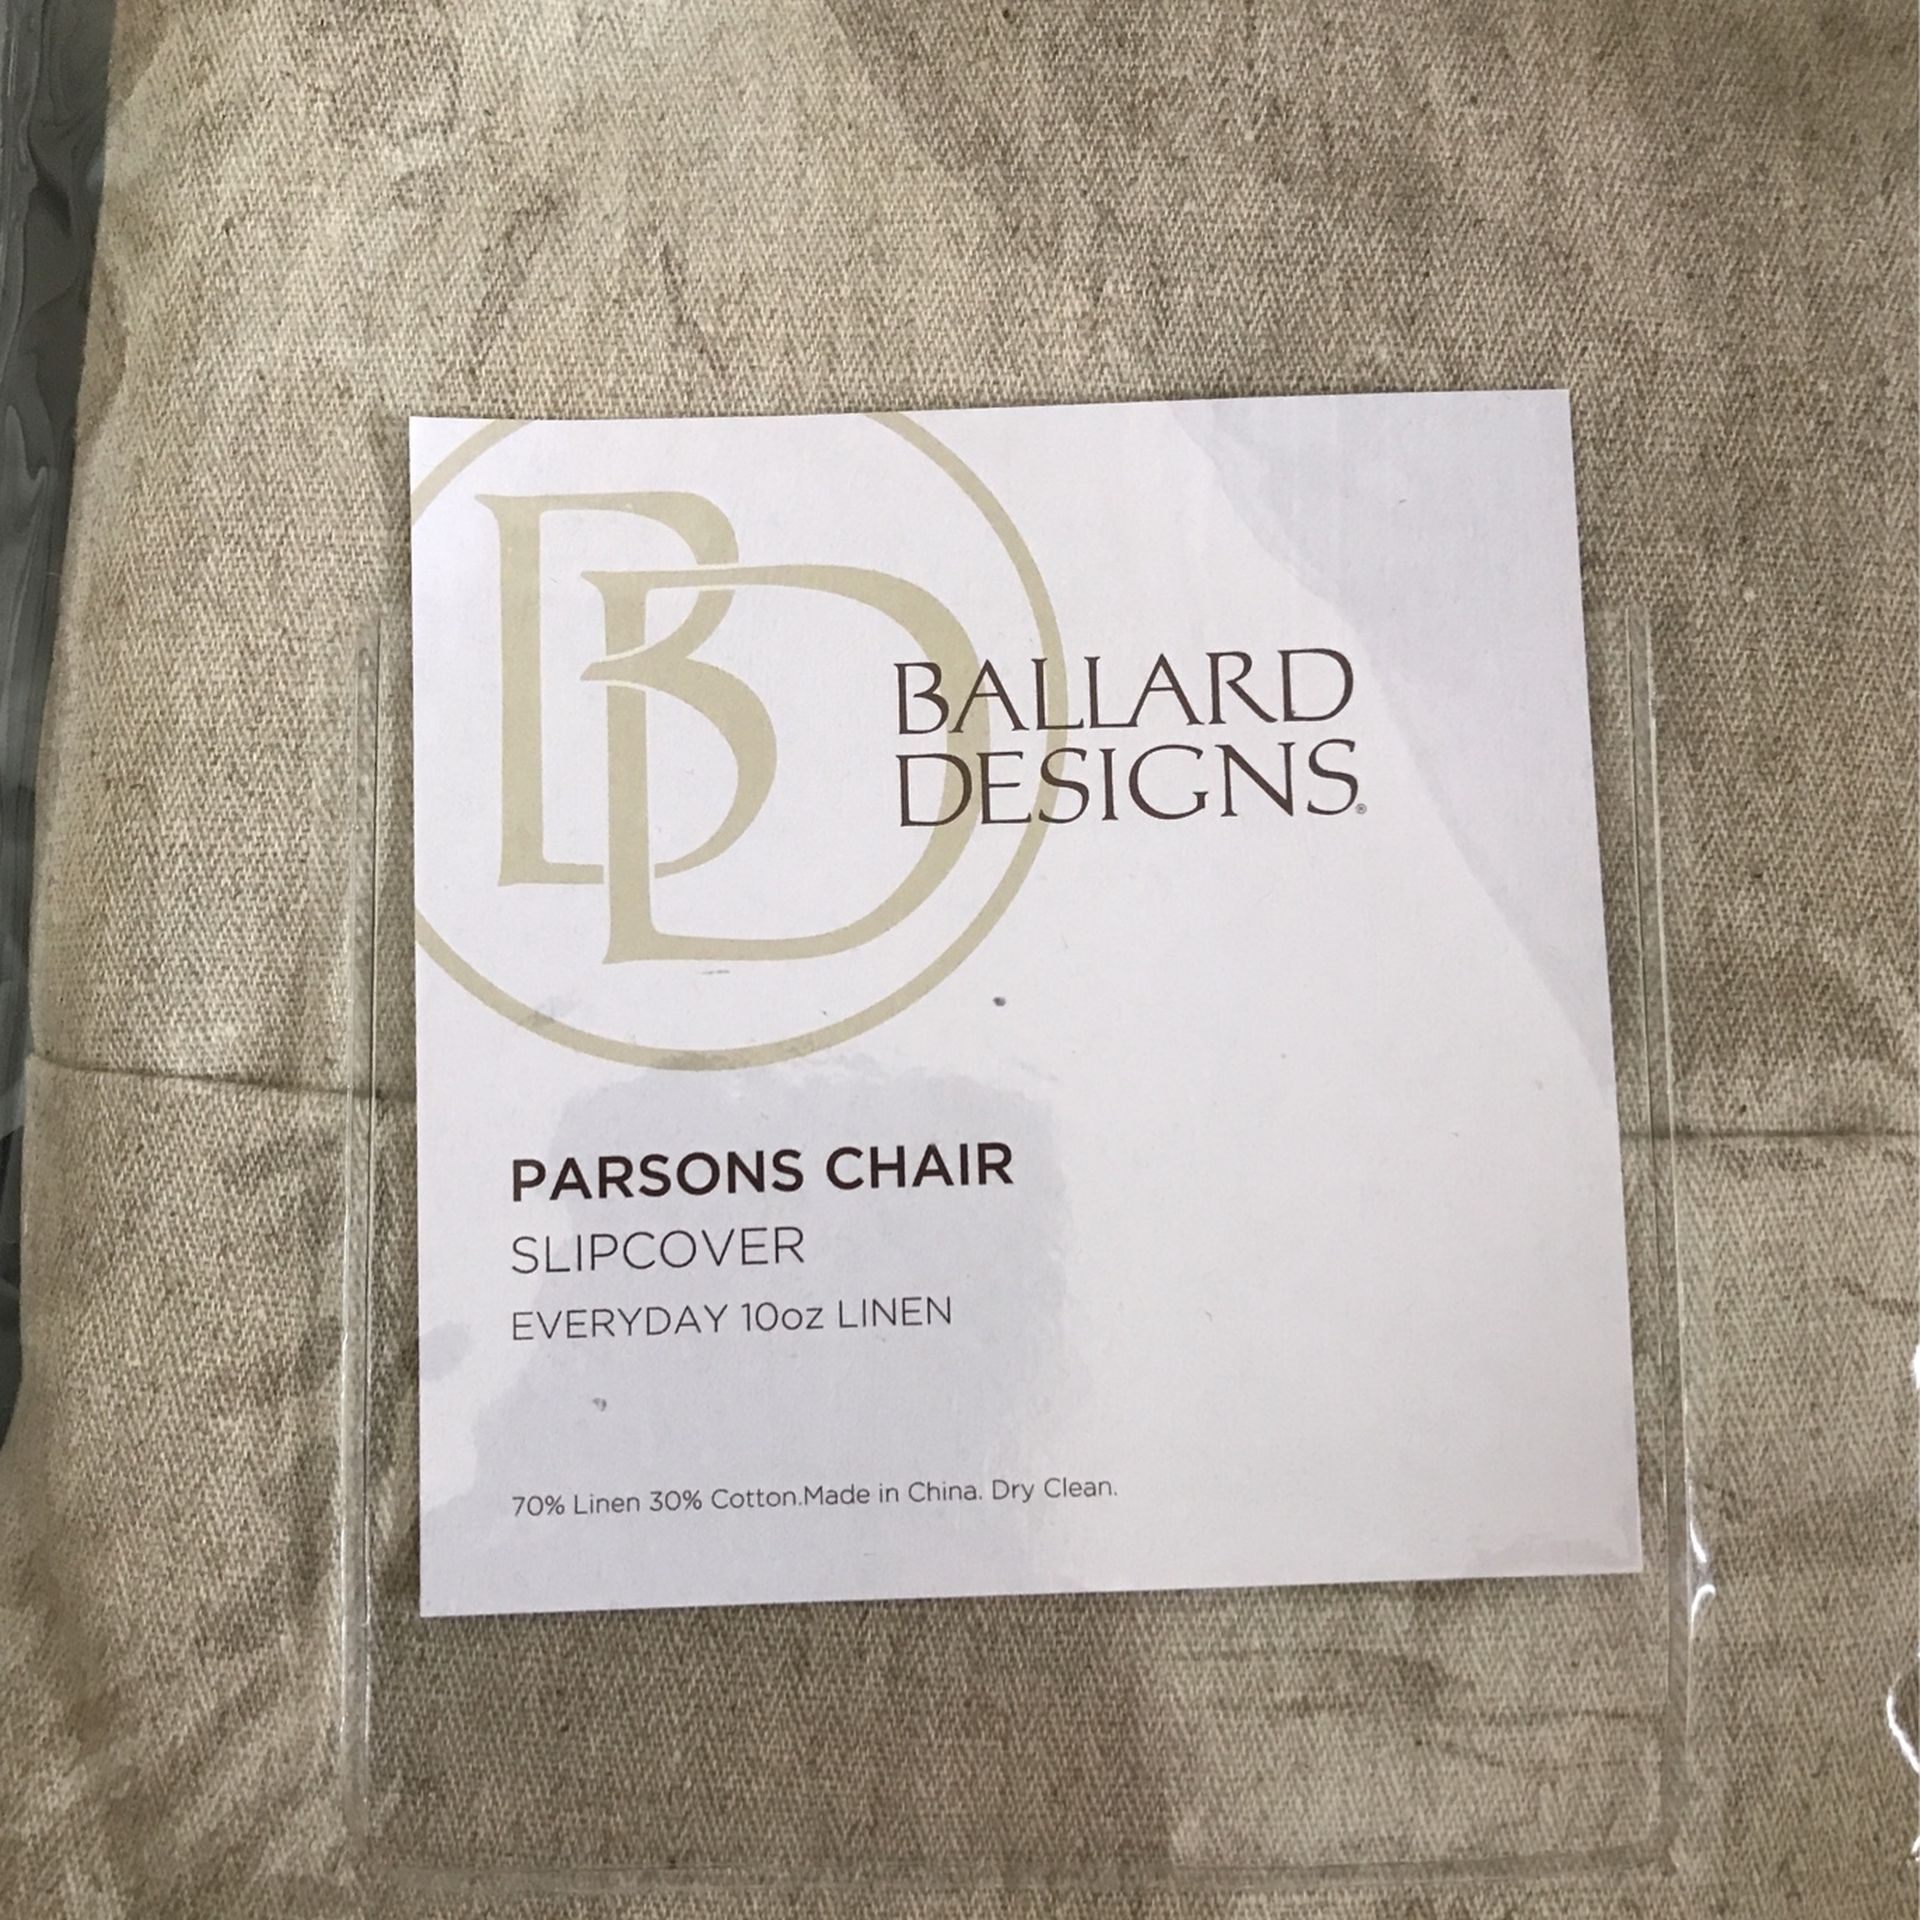 BD
BALLARD
DESIGNS®
PARSONS CHAIR
SLIPCOVER
EVERYDAY 10oz LINEN
70% Linen 30% Cotton.Made in China. Dry Clean.